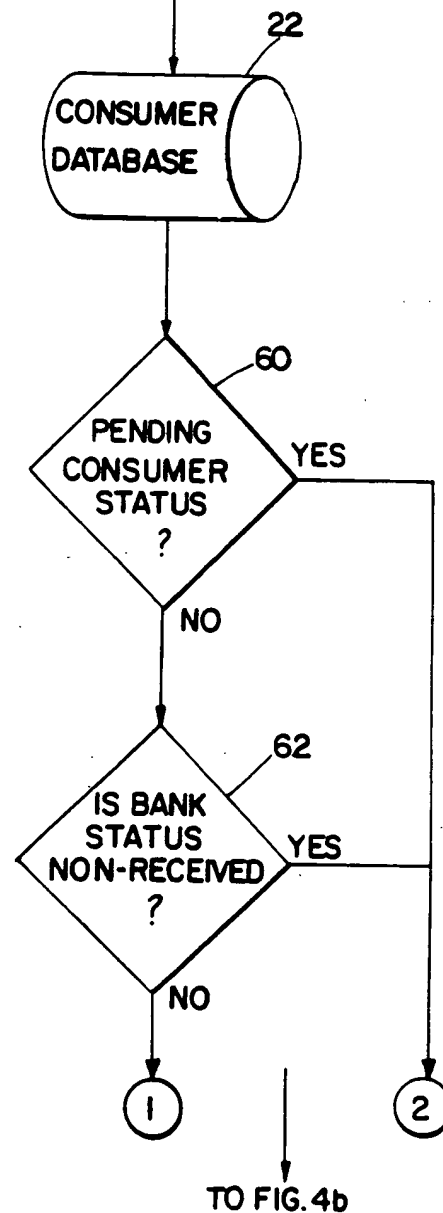 22
CONSUMER
DATABASE
60
PENDING
CONSUMER
STATUS
?
YES
NO
62
IS BANK
STATUS
NON-RECEIVED
?
YES
NO
1
2
TO FIG. 4b